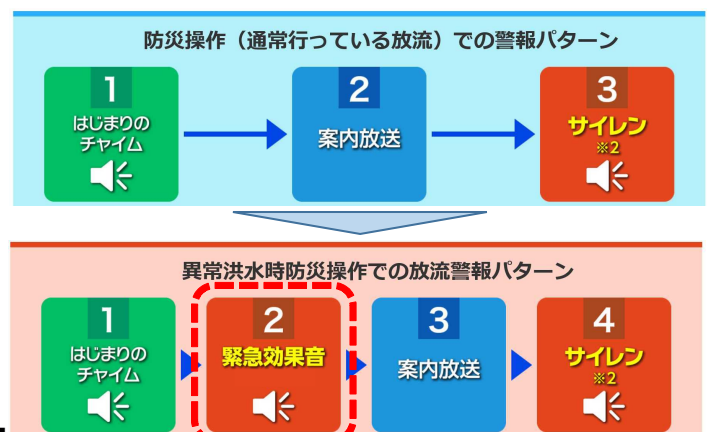 防災操作（通常行っている放流）での警報パターン
1
はじまりの
チャイム
2
案内放送
3
サイレン
※2
異常洪水時防災操作での放流警報パターン
1
はじまりの
チャイム
2
緊急効果音
3
案内放送
4
サイレン
※2